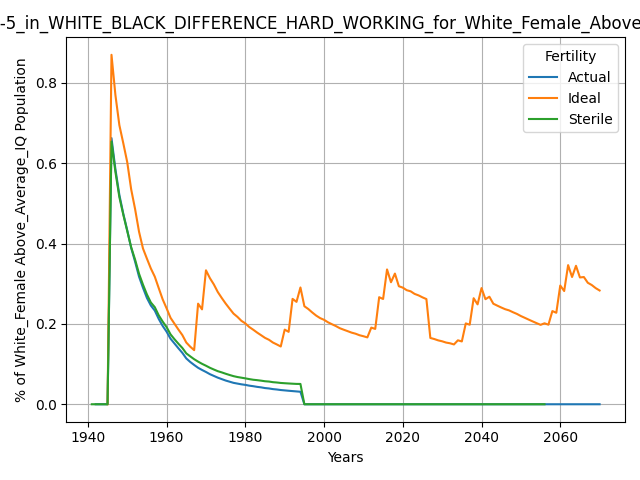 -5_in_WHITE_BLACK_DIFFERENCE_HARD_WORKING_for_White_Female_Above
% of White_Female Above_Average_IQ Population
0.8
0.6
0.4
0.2
0.0
Fertility
Actual
Ideal
Sterile
1940 1960 1980 2000 2020 2040 2060
Years